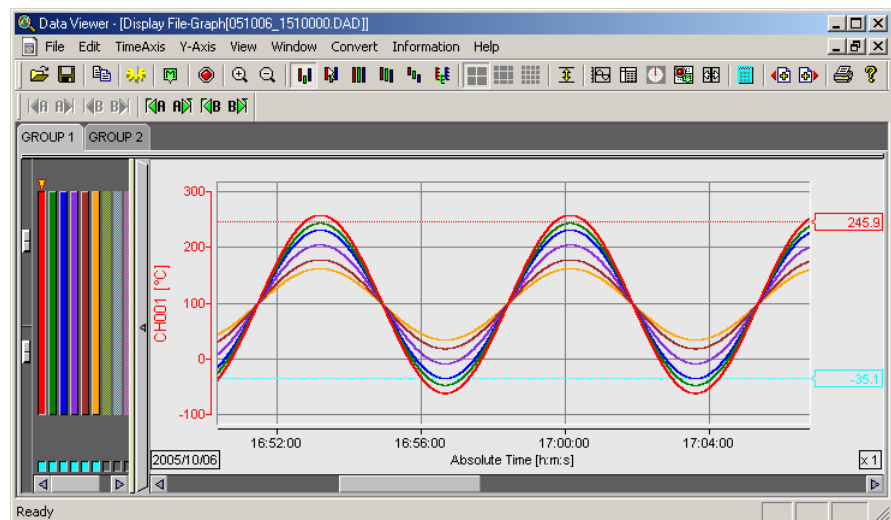 Data Viewer - [Display File-Graph[051006_1510000.DAD]]
File Edit TimeAxis Y-Axis View Window Convert Information Help
A A B B A A B B
GROUP 1 GROUP 2
300
245.9
200
CH001 [°C]
100
0
-35.1
-100
16:52:00 16:56:00 17:00:00 17:04:00
2005/10/06 Absolute Time [h:m:s] x 1
Ready